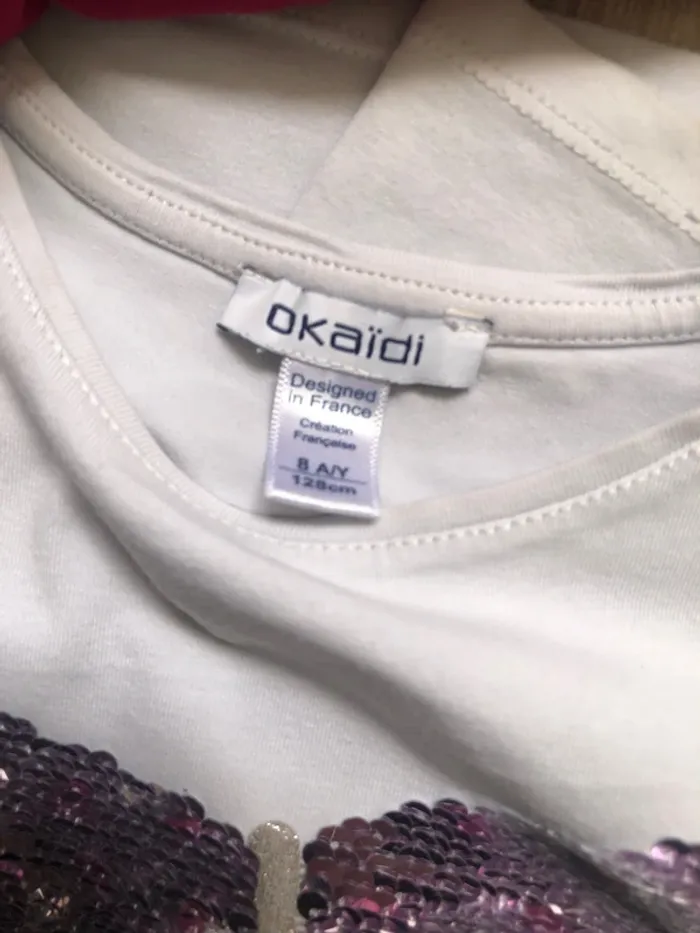 okaïdi
Designed
in France
Création
Française
8 A/Y
128cm